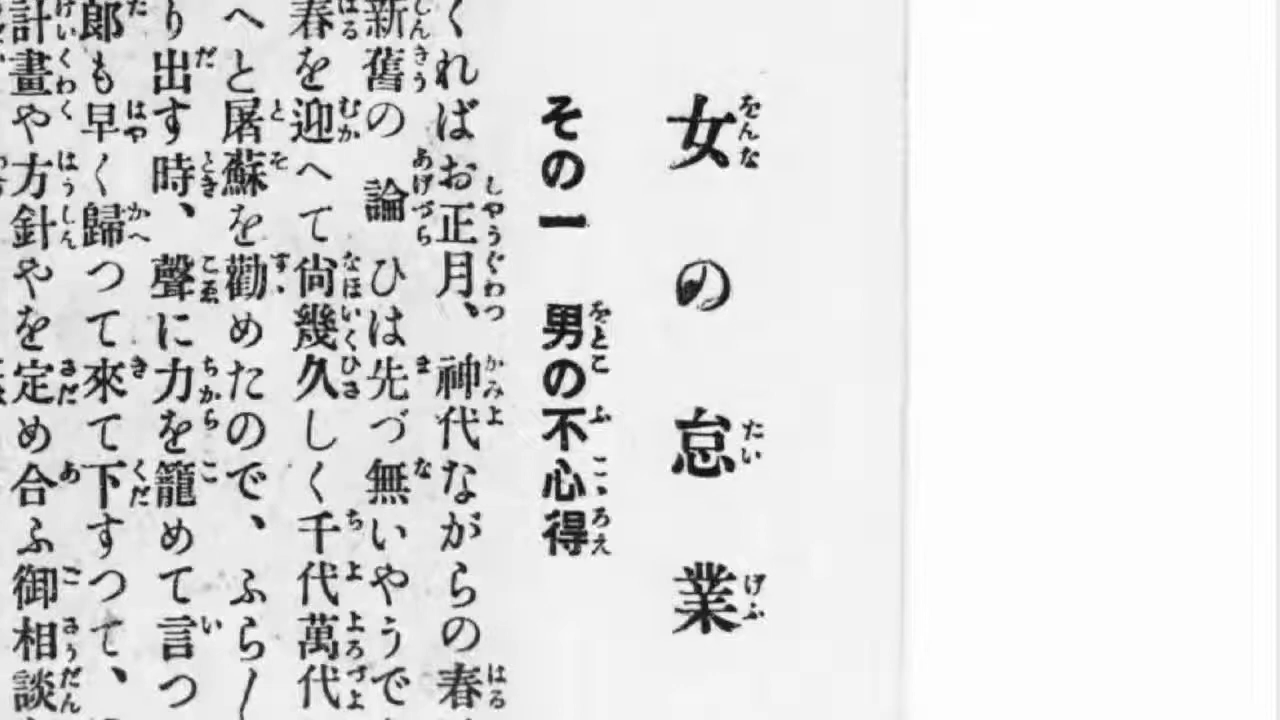 女の怠業
その一 男の不心得
くればお正月、神代ながらの春
新舊の論ひは先づ無いやうで
春を迎へて尙幾久しく千代萬代
へと屠蘇を勸めたので、ふら〳〵
り出す時、聲に力を籠めて言つ
郎も早く歸つて來て下すつて、
計畫や方針やを定め合ふ御相談